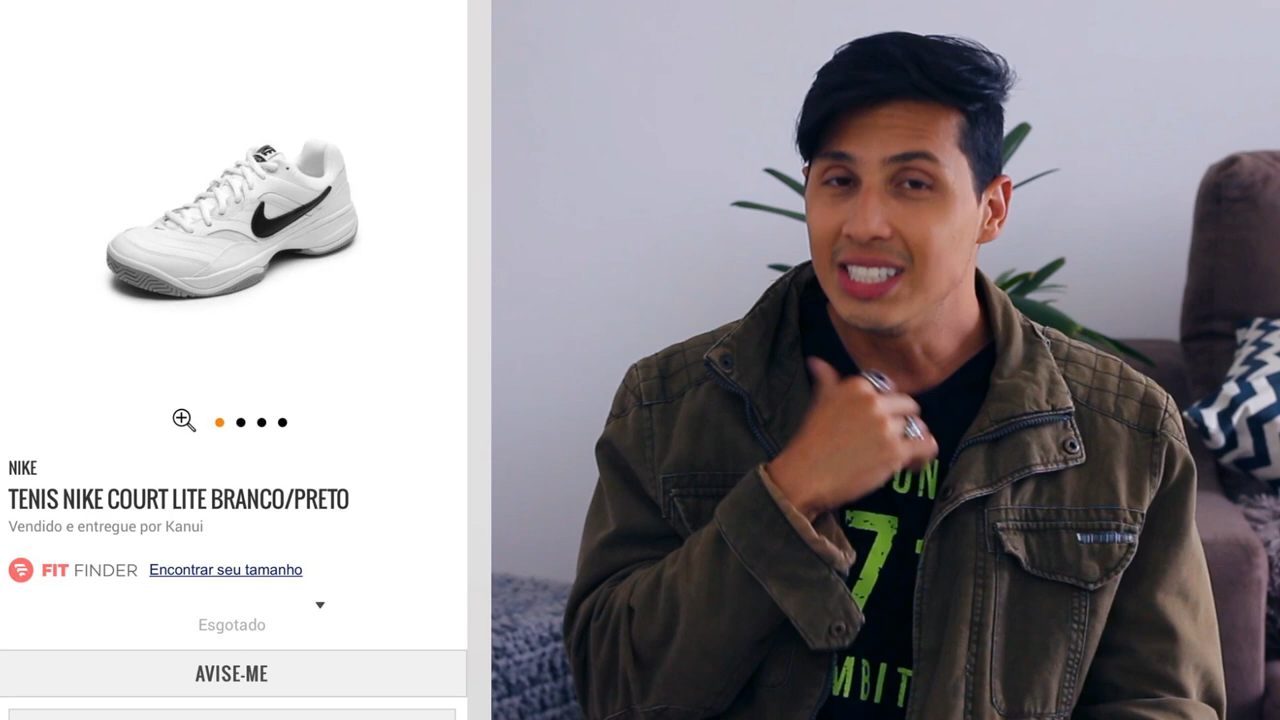 NIKE
TENIS NIKE COURT LITE BRANCO/PRETO
Vendido e entregue por Kanui
FIT FINDER Encontrar seu tamanho
Esgotado
AVISE-ME